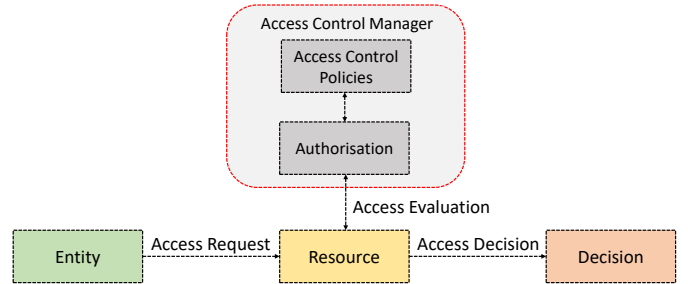 Access Control Manager
Access Control
Policies
Authorisation
Access Evaluation
Entity
Access Request
Resource
Access Decision
Decision